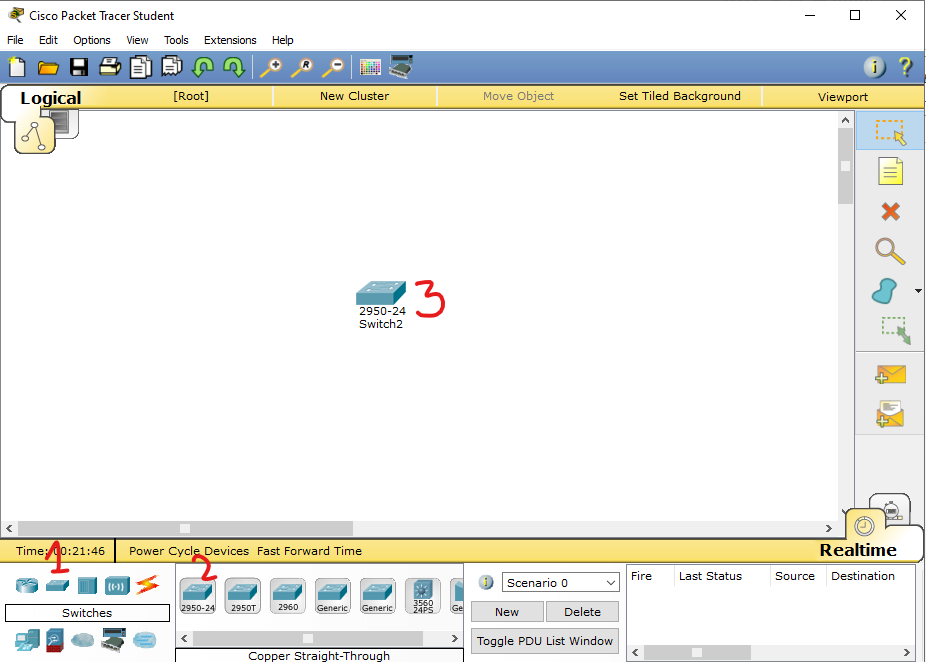 Cisco Packet Tracer Student
File Edit Options View Tools Extensions Help
Logical [Root] New Cluster Move Object Set Tiled Background Viewport
2950-24 3
Switch2
Time: 00:21:46 Power Cycle Devices Fast Forward Time Realtime
1 2
2950-24 2950T 2960 Generic Generic 3560 24PS Ge
Switches
Scenario 0
New Delete
Toggle PDU List Window
Fire Last Status Source Destination
Copper Straight-Through